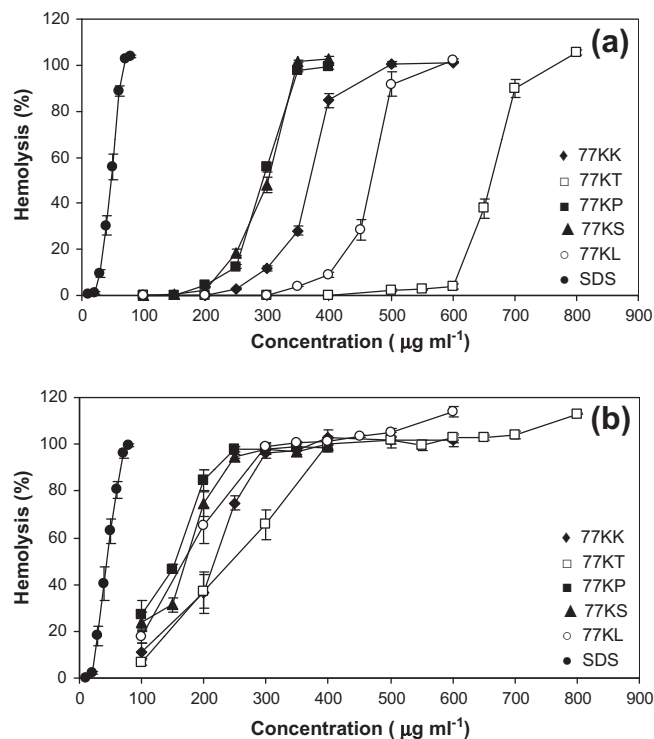 (a)
120
100
80
60
40
20
0
Hemolysis (%)
77KK
77KT
77KP
77KS
77KL
SDS
0 100 200 300 400 500 600 700 800 900
Concentration ( µg ml-1)
(b)
120
100
80
60
40
20
0
Hemolysis (%)
77KK
77KT
77KP
77KS
77KL
SDS
0 100 200 300 400 500 600 700 800 900
Concentration ( µg ml-1)